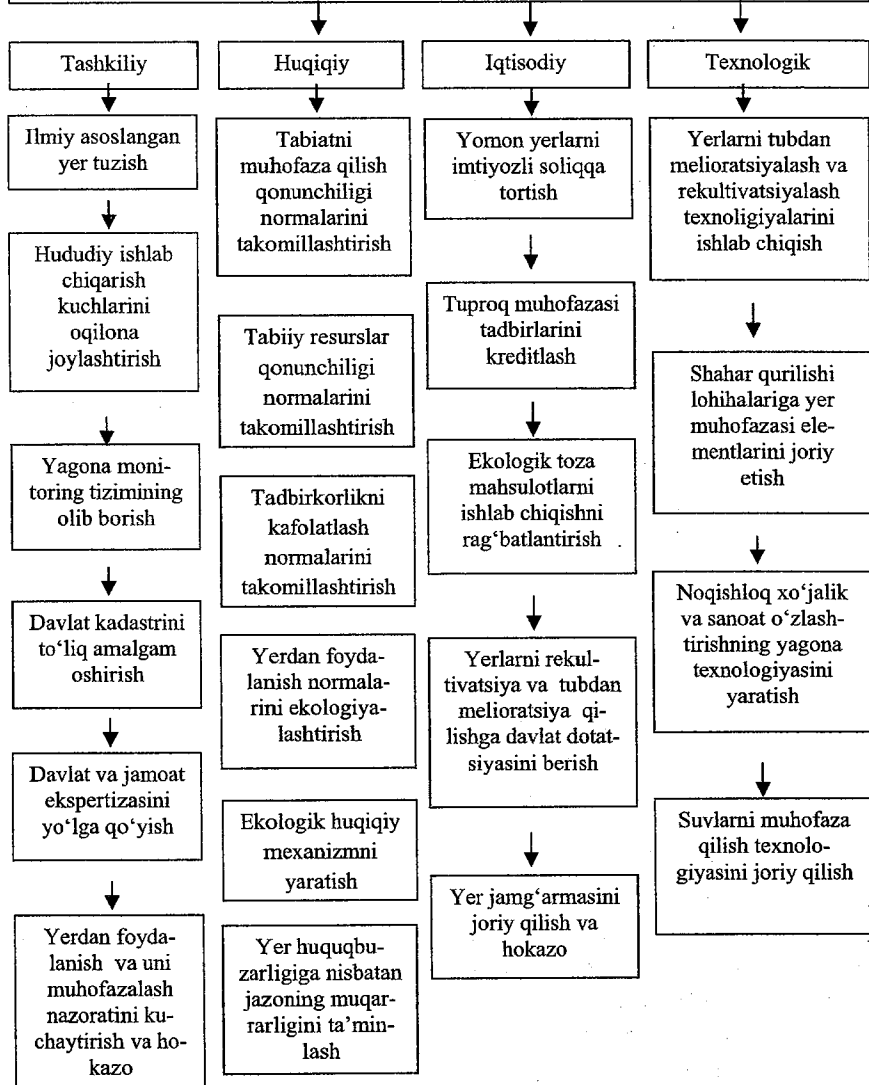 Tashkiliy
Ilmiy asoslangan
yer tuzish
Hududiy ishlab
chiqarish
kuchlarini
oqilona
joylashtirish
Yagona moni-
toring tizimining
olib borish
Davlat kadastrini
to‘liq amalgam
oshirish
Davlat va jamoat
ekspertizasini
yo‘lga qo‘yish
Yerdan foyda-
lanish va uni
muhofazalash
nazoratini ku-
chaytirish va ho-
kazo
Huqiqiy
Tabiatni
muhofaza qilish
qonunchiligi
normalarini
takomillashtirish
Tabiiy resurslar
qonunchiligi
normalarini
takomillashtirish
Tadbirkorlikni
kafolatlash
normalarini
takomillashtirish
Yerdan foyda-
lanish normala-
rini ekologiya-
lashtirish
Ekologik huqiqiy
mexanizmni
yaratish
Yer huquqbu-
zarligiga nisbatan
jazoning muqar-
rarligini ta’min-
lash
Iqtisodiy
Yomon yerlarni
imtiyozli soliqqa
tortish
Tuproq muhofazasi
tadbirlarini
kreditlash
Ekologik toza
mahsulotlarni
ishlab chiqishni
rag‘batlantirish
Yerlarni rekul-
tivatsiya va tubdan
melioratsiya qi-
lishga davlat dotat-
siyasini berish
Yer jamg‘armasini
joriy qilish va
hokazo
Texnologik
Yerlarni tubdan
melioratsiyalash va
rekultivatsiyalash
texnoligiyalarini
ishlab chiqish
Shahar qurilishi
lohihalariga yer
muhofazasi ele-
mentlarini joriy
etish
Noqishloq xo‘jalik
va sanoat o‘zlash-
tirishning yagona
texnologiyasini
yaratish
Suvlarni muhofaza
qilish texnolo-
giyasini joriy qilish